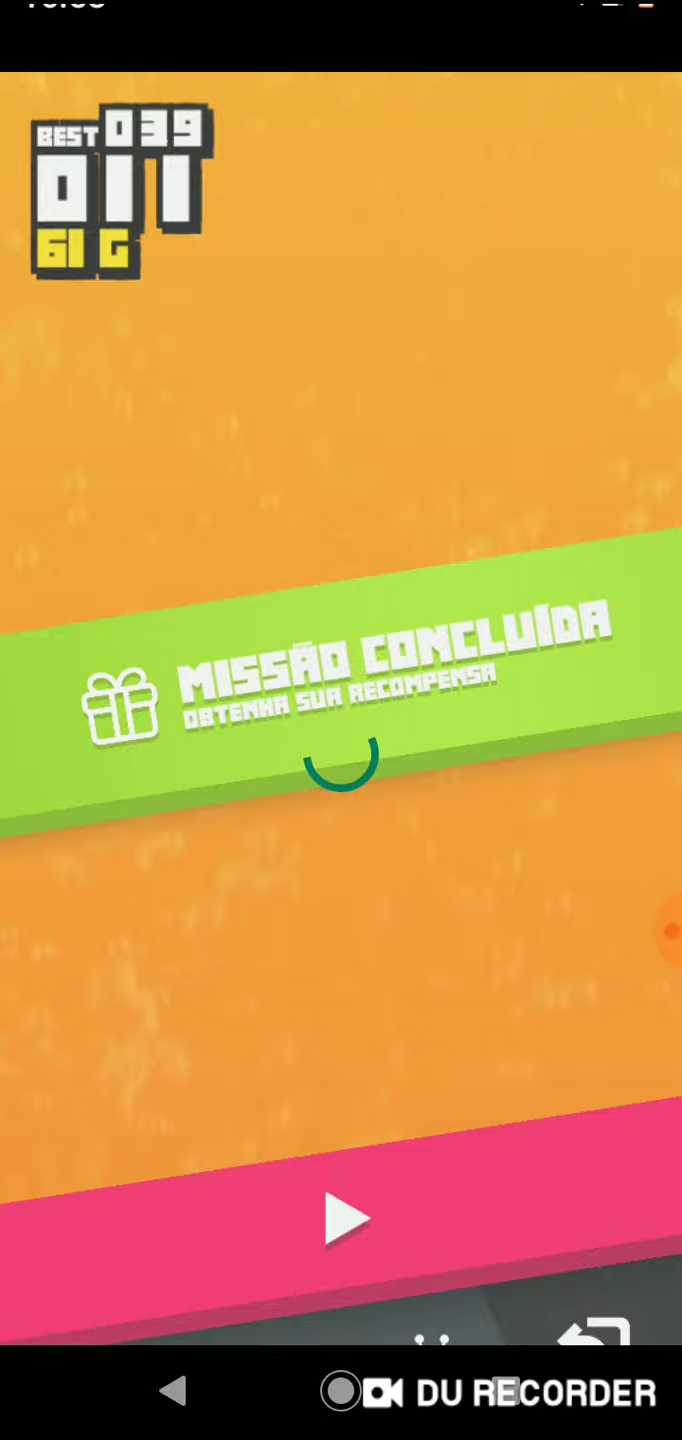 BEST 039
011
61 G
MISSÃO CONCLUÍDA
OBTENHA SUA RECOMPENSA
DU RECORDER